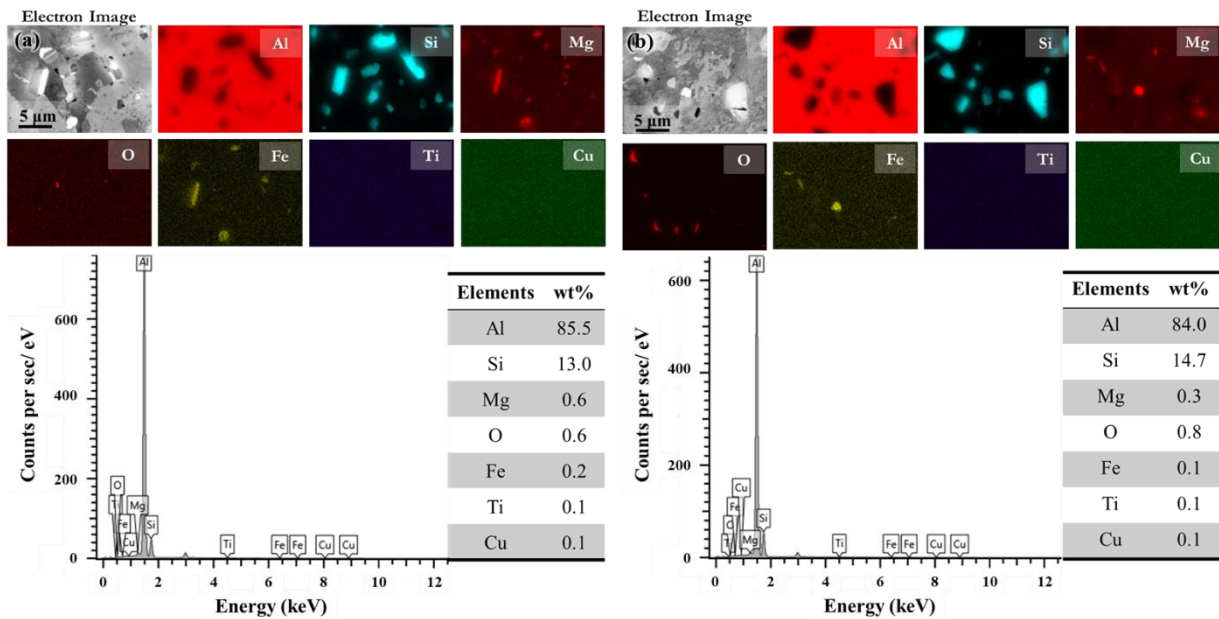 Electron Image
(a)
5 µm
Al
Si
Mg
O
Fe
Ti
Cu
Counts per sec/ eV
600
400
200
0
Al
O
Fe
Cu
Mg
Si
Ti
Fe
Fe
Cu
Cu
0 2 4 6 8 10 12
Energy (keV)
Elements wt%
Al 85.5
Si 13.0
Mg 0.6
O 0.6
Fe 0.2
Ti 0.1
Cu 0.1
Electron Image
(b)
5 µm
Al
Si
Mg
O
Fe
Ti
Cu
Counts per sec/ eV
600
400
200
0
Al
Cu
Fe
O
Mg
Si
Ti
Fe
Fe
Cu
Cu
0 2 4 6 8 10 12
Energy (keV)
Elements wt%
Al 84.0
Si 14.7
Mg 0.3
O 0.8
Fe 0.1
Ti 0.1
Cu 0.1